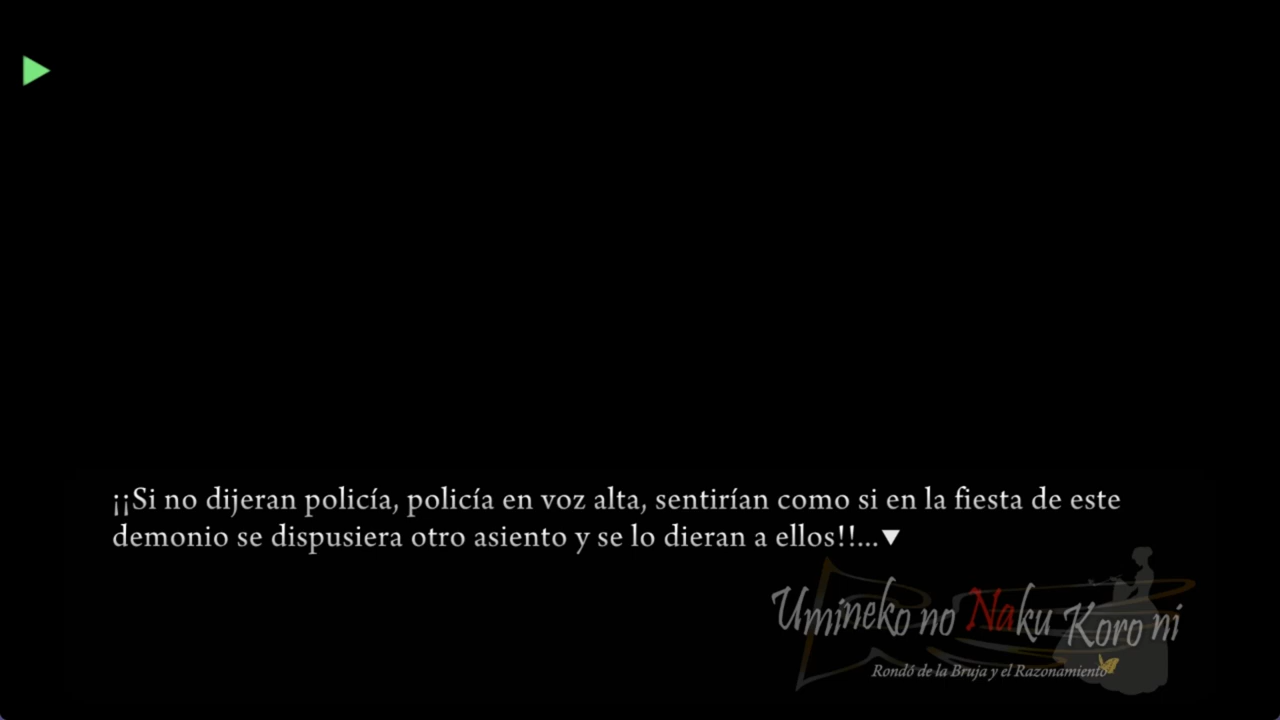 ¡¡Si no dijeran policía, policía en voz alta, sentirían como si en la fiesta de este
demonio se dispusiera otro asiento y se lo dieran a ellos!!...
Umineko no Naku Koro ni
Rondó de la Bruja y el Razonamiento